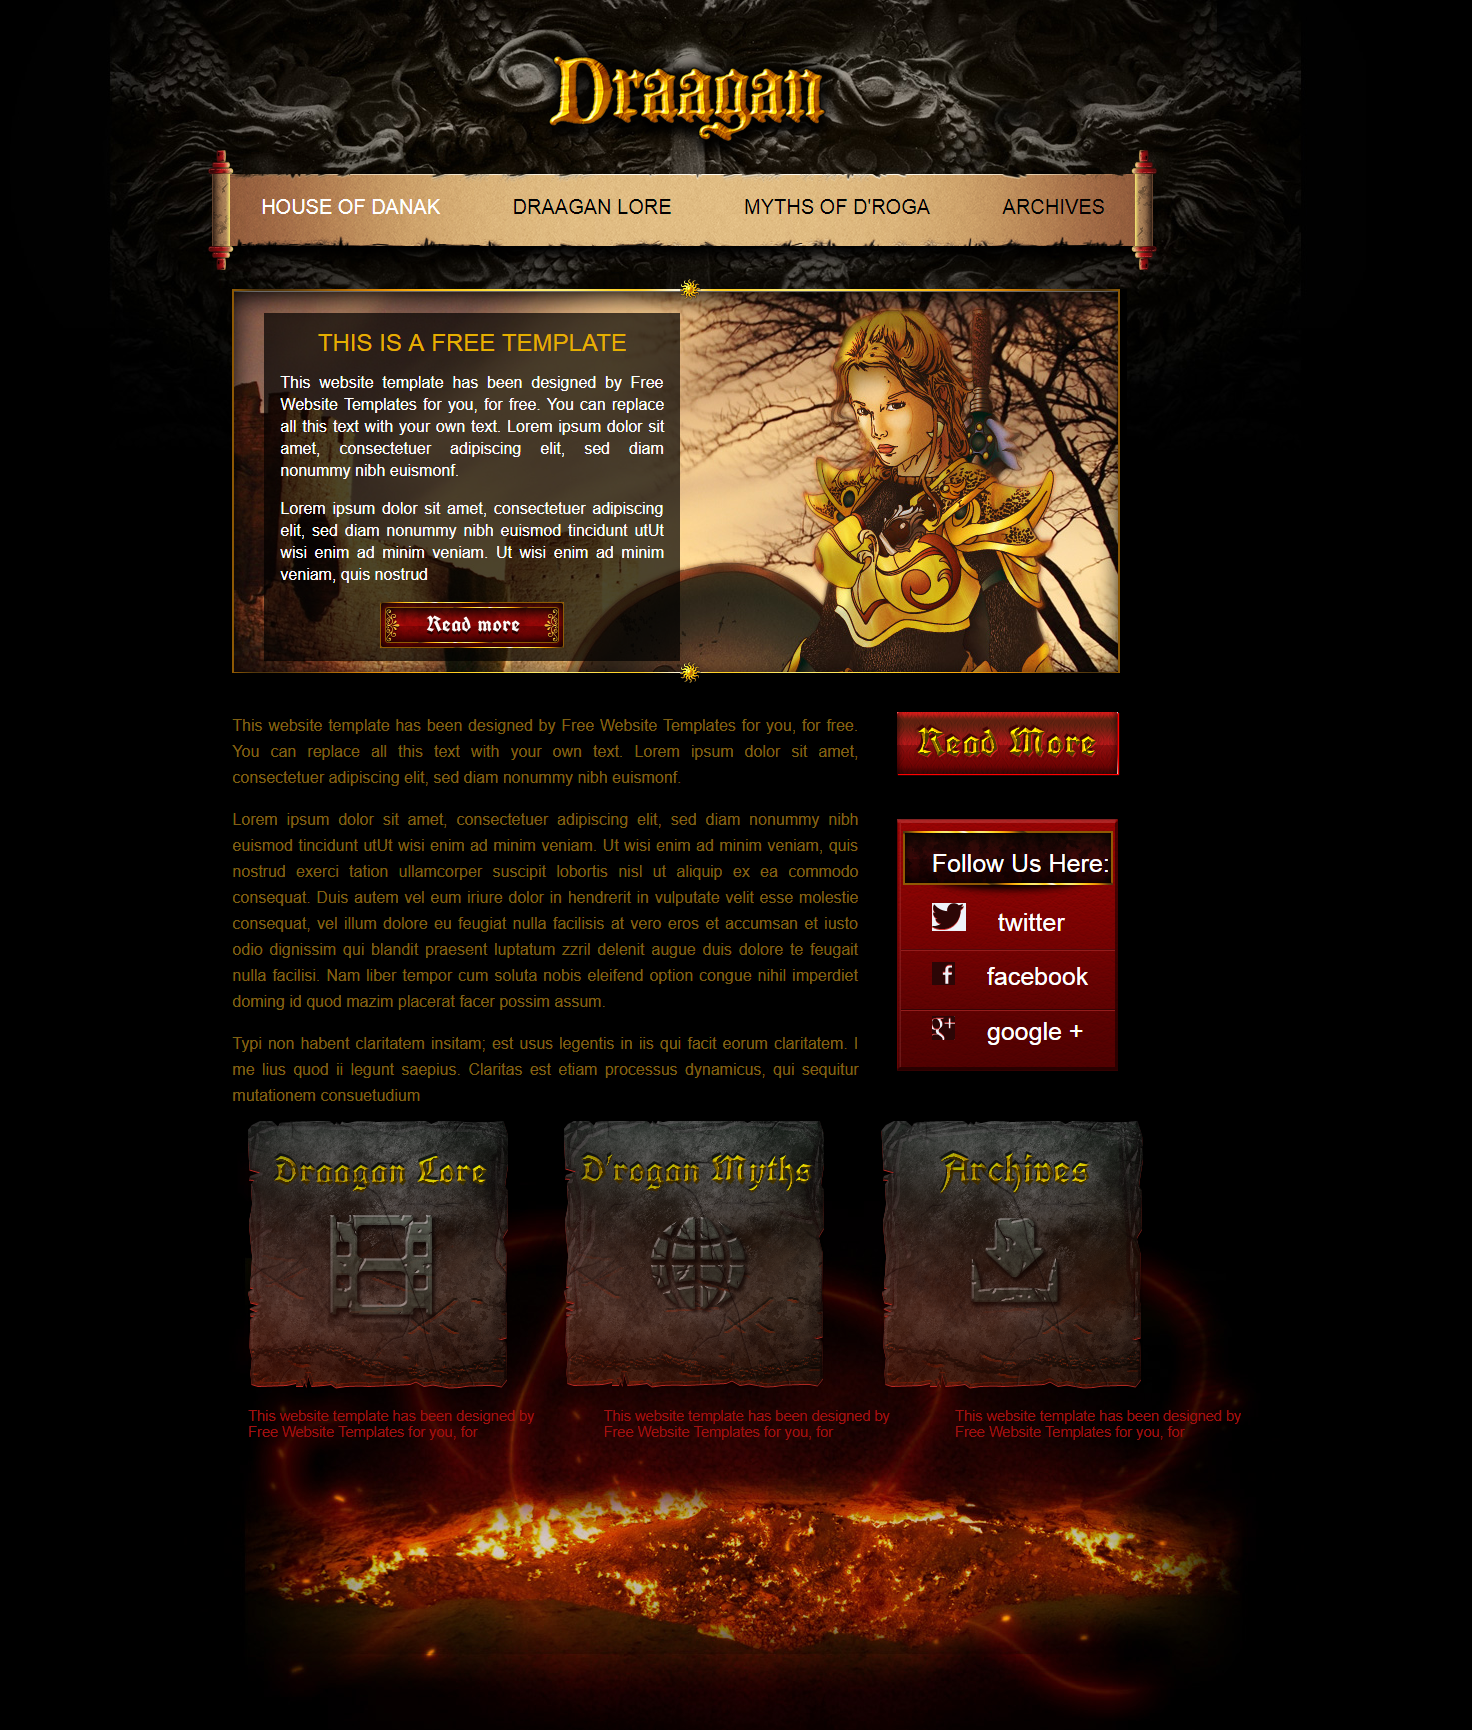 Draagan
HOUSE OF DANAK
DRAAGAN LORE
MYTHS OF D'ROGA
ARCHIVES
THIS IS A FREE TEMPLATE
This website template has been designed by Free
Website Templates for you, for free. You can replace
all this text with your own text. Lorem ipsum dolor sit
amet, consectetuer adipiscing elit, sed diam
nonummy nibh euismonf.
Lorem ipsum dolor sit amet, consectetuer adipiscing
elit, sed diam nonummy nibh euismod tincidunt utUt
wisi enim ad minim veniam. Ut wisi enim ad minim
veniam, quis nostrud
Read more
This website template has been designed by Free Website Templates for you, for free.
You can replace all this text with your own text. Lorem ipsum dolor sit amet,
consectetuer adipiscing elit, sed diam nonummy nibh euismonf.
Lorem ipsum dolor sit amet, consectetuer adipiscing elit, sed diam nonummy nibh
euismod tincidunt utUt wisi enim ad minim veniam. Ut wisi enim ad minim veniam, quis
nostrud exerci tation ullamcorper suscipit lobortis nisl ut aliquip ex ea commodo
consequat. Duis autem vel eum iriure dolor in hendrerit in vulputate velit esse molestie
consequat, vel illum dolore eu feugiat nulla facilisis at vero eros et accumsan et iusto
odio dignissim qui blandit praesent luptatum zzril delenit augue duis dolore te feugait
nulla facilisi. Nam liber tempor cum soluta nobis eleifend option congue nihil imperdiet
doming id quod mazim placerat facer possim assum.
Typi non habent claritatem insitam; est usus legentis in iis qui facit eorum claritatem. I
me lius quod ii legunt saepius. Claritas est etiam processus dynamicus, qui sequitur
mutationem consuetudium
Read More
Follow Us Here:
twitter
facebook
google +
Draagan Lore
D'rogan Myths
Archives
This website template has been designed by
Free Website Templates for you, for
This website template has been designed by
Free Website Templates for you, for
This website template has been designed by
Free Website Templates for you, for